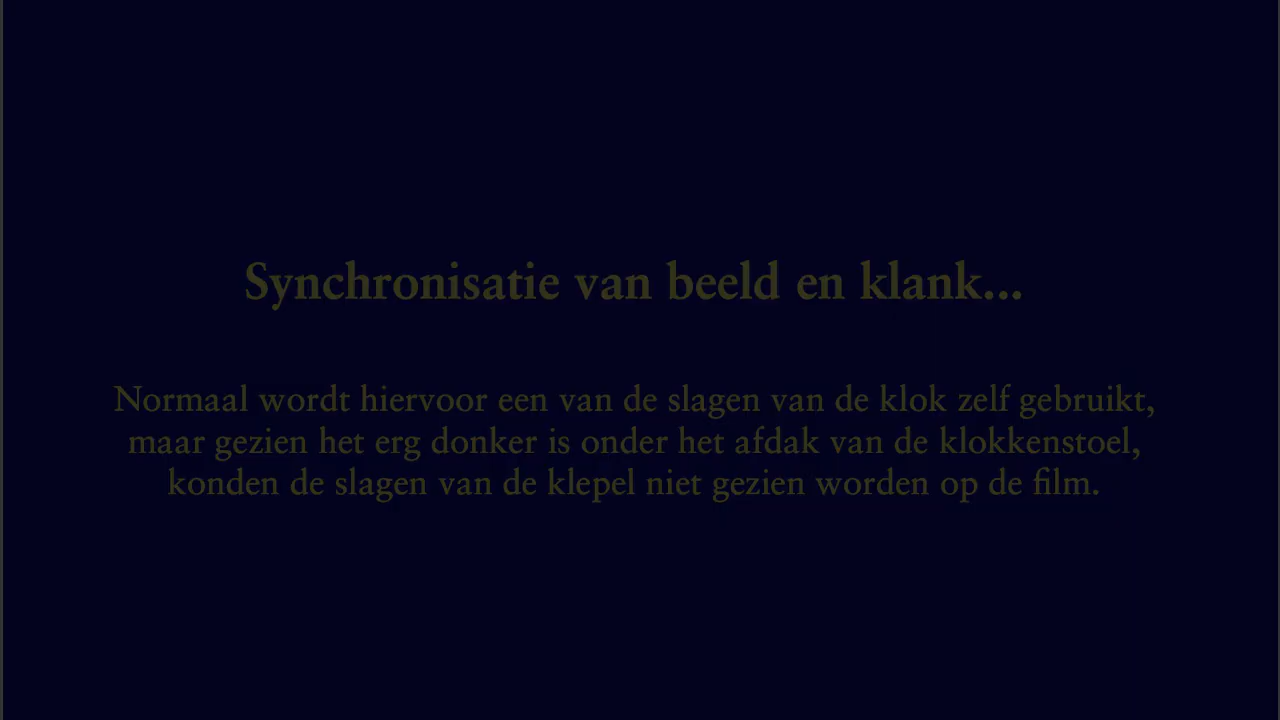 Synchronisatie van beeld en klank...
Normaal wordt hiervoor een van de slagen van de klok zelf gebruikt,
maar gezien het erg donker is onder het afdak van de klokkenstoel,
konden de slagen van de klepel niet gezien worden op de film.